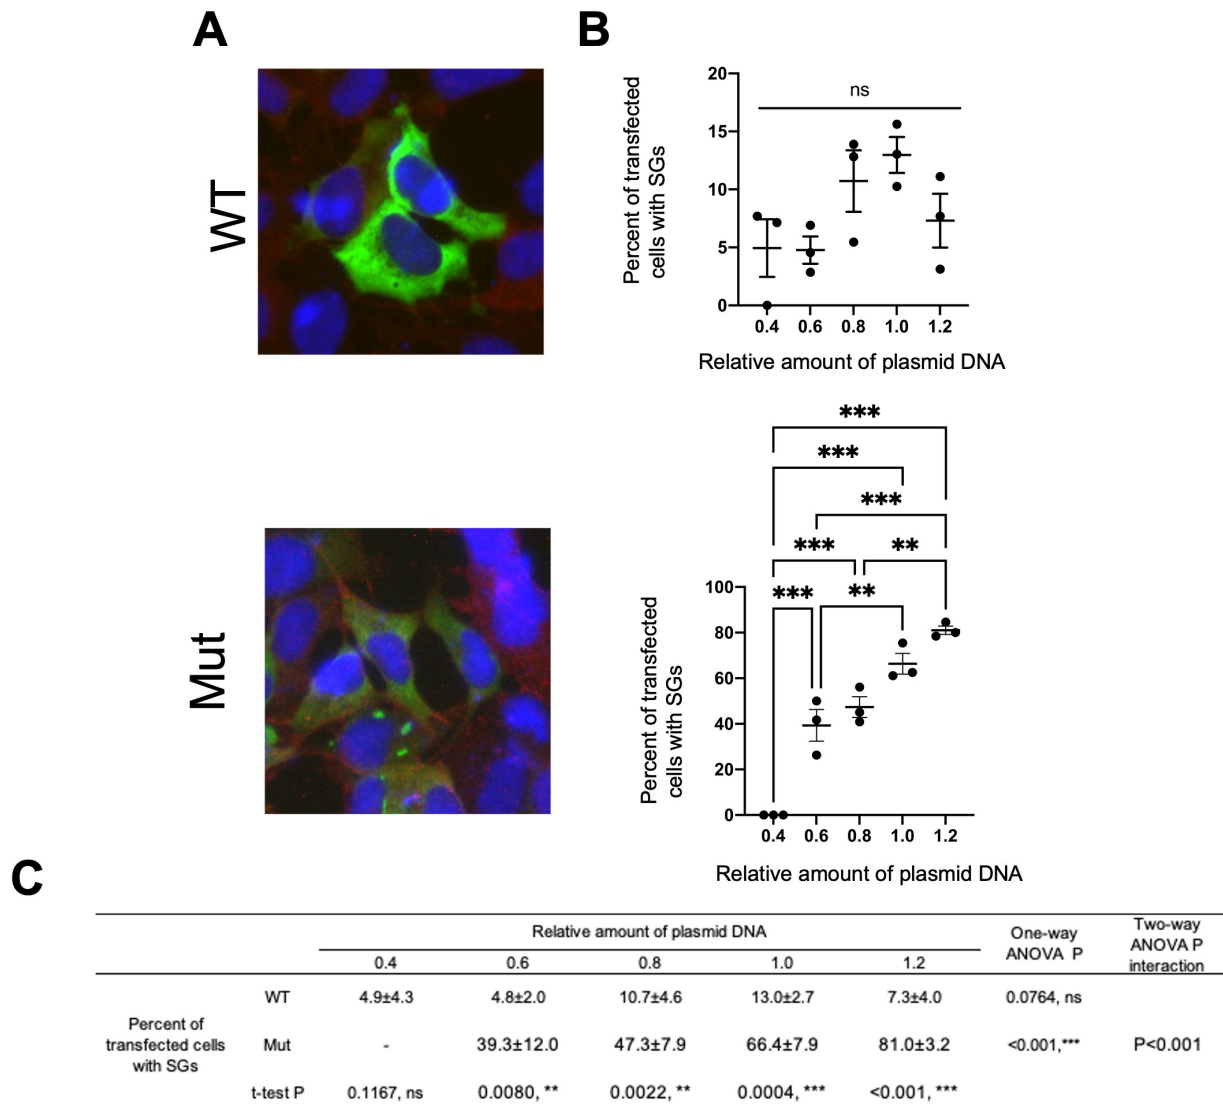 A
B
WT
Percent of transfected
cells with SGs
20
15
10
5
0
ns
0.4 0.6 0.8 1.0 1.2
Relative amount of plasmid DNA
Mut
Percent of transfected
cells with SGs
***
***
***
*** **
*** **
100
80
60
40
20
0
0.4 0.6 0.8 1.0 1.2
Relative amount of plasmid DNA
C
Relative amount of plasmid DNA
One-way
ANOVA P
Two-way
ANOVA P
interaction
0.4 0.6 0.8 1.0 1.2
Percent of
transfected cells
with SGs
WT 4.9±4.3 4.8±2.0 10.7±4.6 13.0±2.7 7.3±4.0 0.0764, ns
Mut - 39.3±12.0 47.3±7.9 66.4±7.9 81.0±3.2 <0.001,*** P<0.001
t-test P 0.1167, ns 0.0080, ** 0.0022, ** 0.0004, *** <0.001, ***